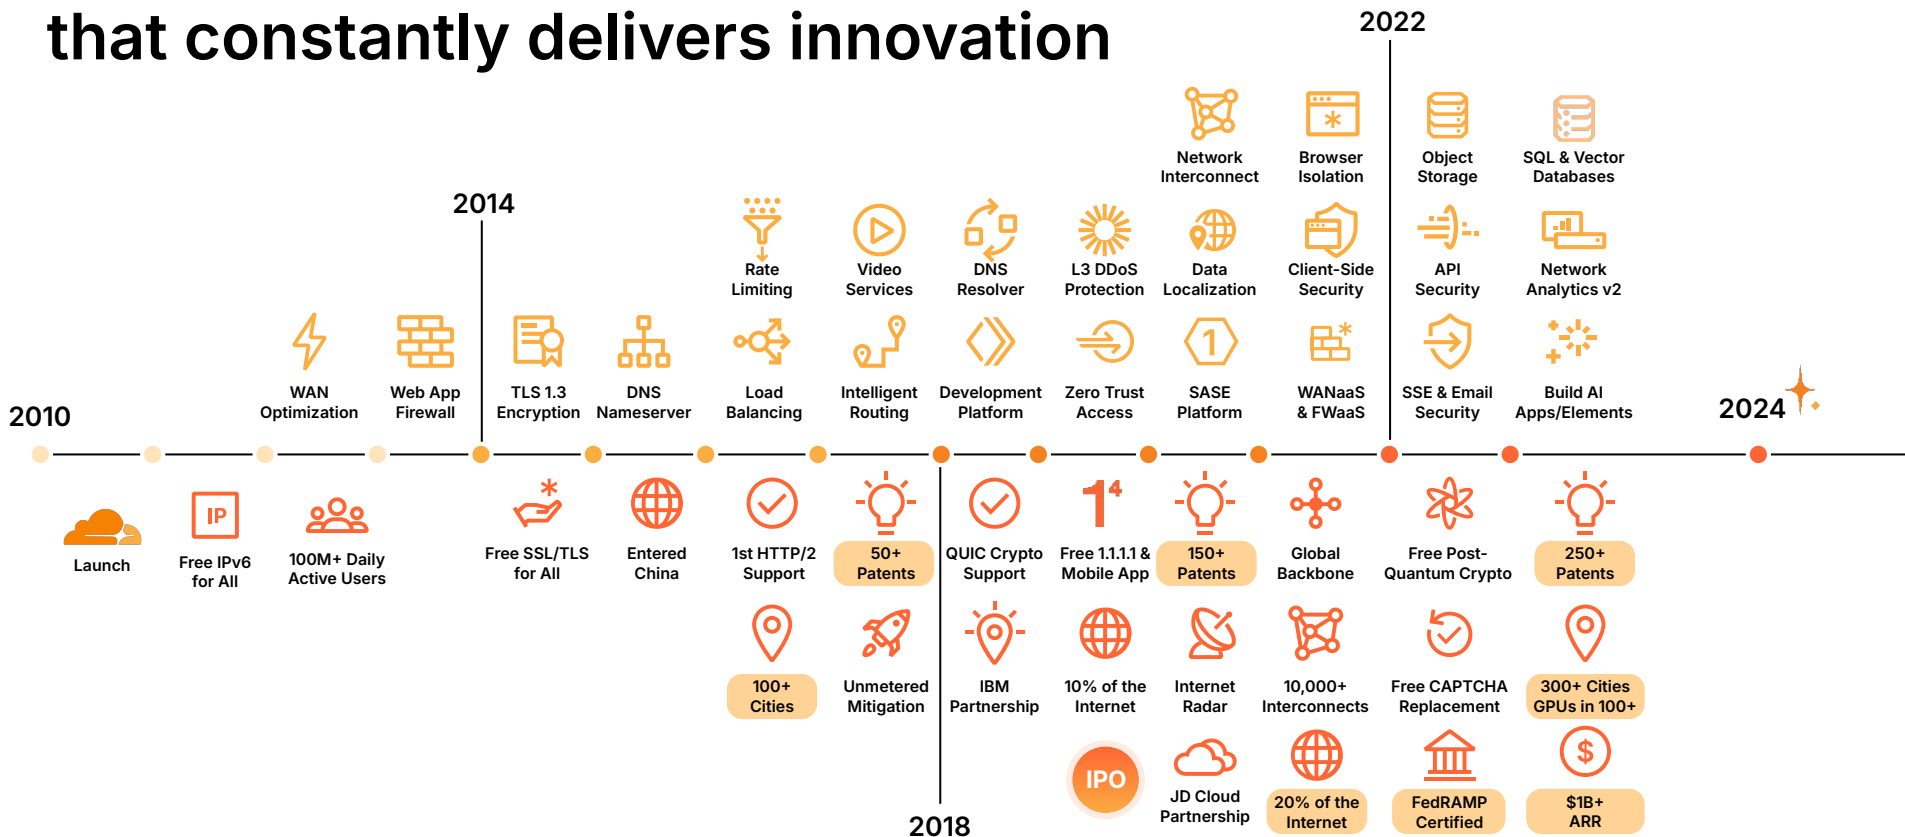 that constantly delivers innovation
2022
Network
Interconnect
Browser
Isolation
Object
Storage
SQL & Vector
Databases
2014
Rate
Limiting
Video
Services
DNS
Resolver
L3 DDoS
Protection
Data
Localization
Client-Side
Security
API
Security
Network
Analytics v2
1
WAN
Optimization
Web App
Firewall
TLS 1.3
Encryption
DNS
Nameserver
Load
Balancing
Intelligent
Routing
Development
Platform
Zero Trust
Access
SASE
Platform
WANaaS
& FWaaS
SSE & Email
Security
Build AI
Apps/Elements
2010
2024
IP
1⁴
Launch
Free IPv6
for All
100M+ Daily
Active Users
Free SSL/TLS
for All
Entered
China
1st HTTP/2
Support
50+
Patents
QUIC Crypto
Support
Free 1.1.1.1 &
Mobile App
150+
Patents
Global
Backbone
Free Post-
Quantum Crypto
250+
Patents
100+
Cities
Unmetered
Mitigation
IBM
Partnership
10% of the
Internet
Internet
Radar
10,000+
Interconnects
Free CAPTCHA
Replacement
300+ Cities
GPUs in 100+
IPO
$
JD Cloud
Partnership
20% of the
Internet
FedRAMP
Certified
$1B+
ARR
2018